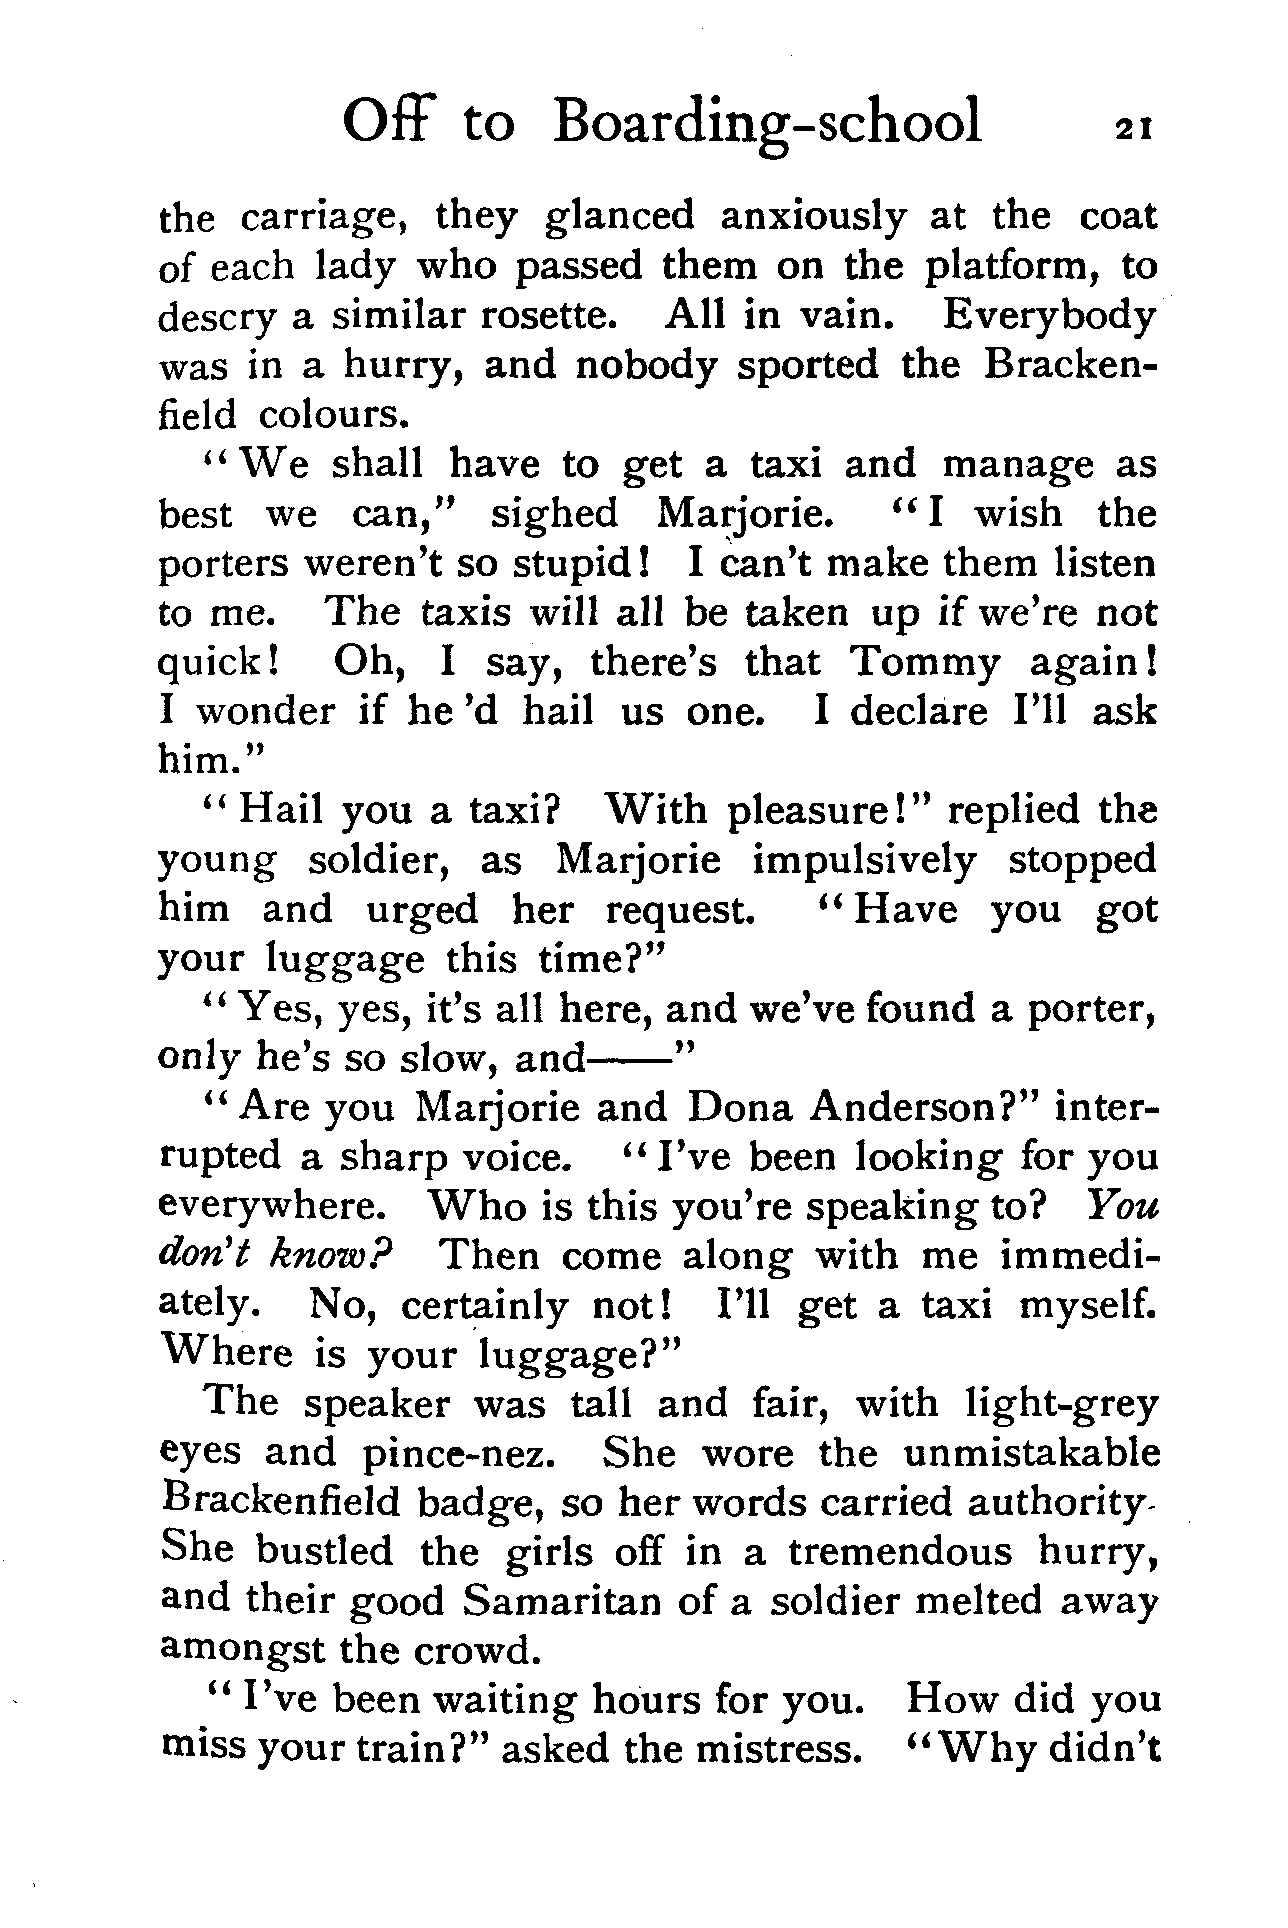 Off to Boarding-school 21
the carriage, they glanced anxiously at the coat
of each lady who passed them on the platform, to
descry a similar rosette. All in vain. Everybody
was in a hurry, and nobody sported the Bracken-
field colours.
“We shall have to get a taxi and manage as
best we can,” sighed Marjorie. “I wish the
porters weren’t so stupid! I can’t make them listen
to me. The taxis will all be taken up if we’re not
quick! Oh, I say, there’s that Tommy again!
I wonder if he’d hail us one. I declare I’ll ask
him.”
“Hail you a taxi? With pleasure!” replied the
young soldier, as Marjorie impulsively stopped
him and urged her request. “Have you got
your luggage this time?”
“Yes, yes, it’s all here, and we’ve found a porter,
only he’s so slow, and——”
“Are you Marjorie and Dona Anderson?” inter-
rupted a sharp voice. “I’ve been looking for you
everywhere. Who is this you’re speaking to? You
don’t know? Then come along with me immedi-
ately. No, certainly not! I’ll get a taxi myself.
Where is your luggage?”
The speaker was tall and fair, with light-grey
eyes and pince-nez. She wore the unmistakable
Brackenfield badge, so her words carried authority.
She bustled the girls off in a tremendous hurry,
and their good Samaritan of a soldier melted away
amongst the crowd.
“I’ve been waiting hours for you. How did you
miss your train?” asked the mistress. “Why didn’t